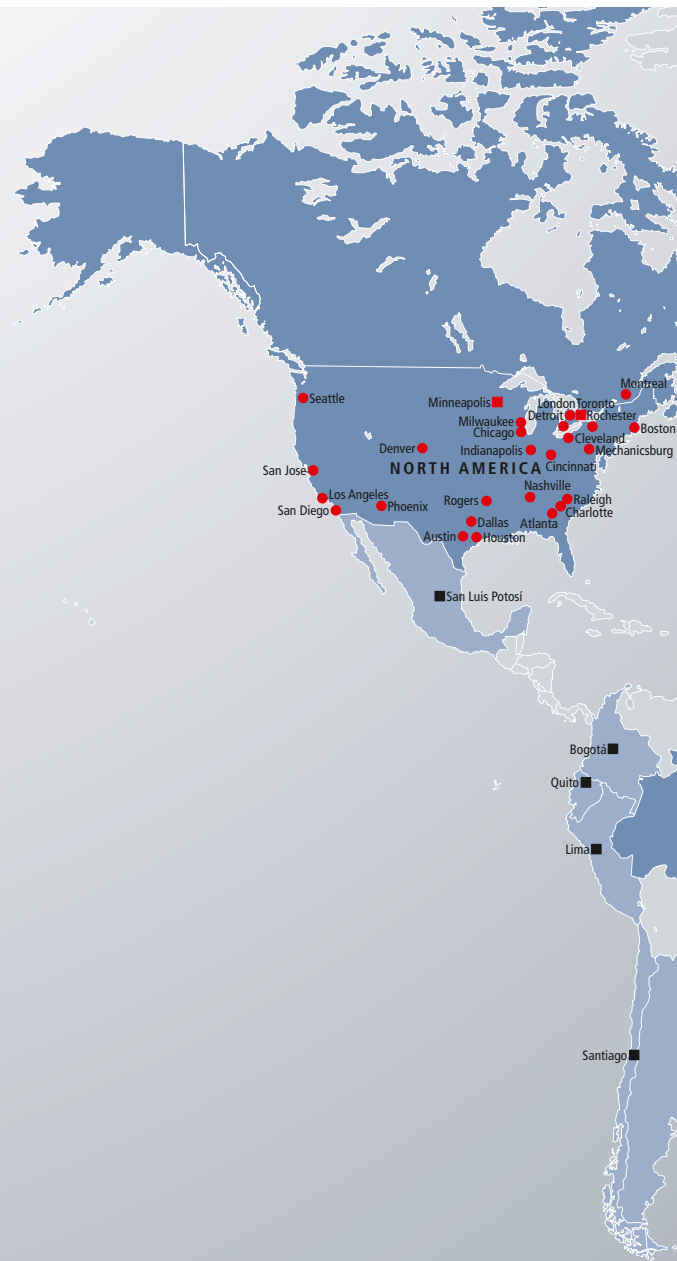 Montreal
Seattle
Minneapolis
London Toronto
Detroit Rochester
Milwaukee
Chicago
Boston
Cleveland
Denver
Indianapolis
Mechanicsburg
NORTH AMERICA
Cincinnati
San Jose
Nashville
Los Angeles
Rogers
Raleigh
Phoenix
San Diego
Charlotte
Dallas
Atlanta
Austin
Houston
San Luis Potosí
Bogotá
Quito
Lima
Santiago